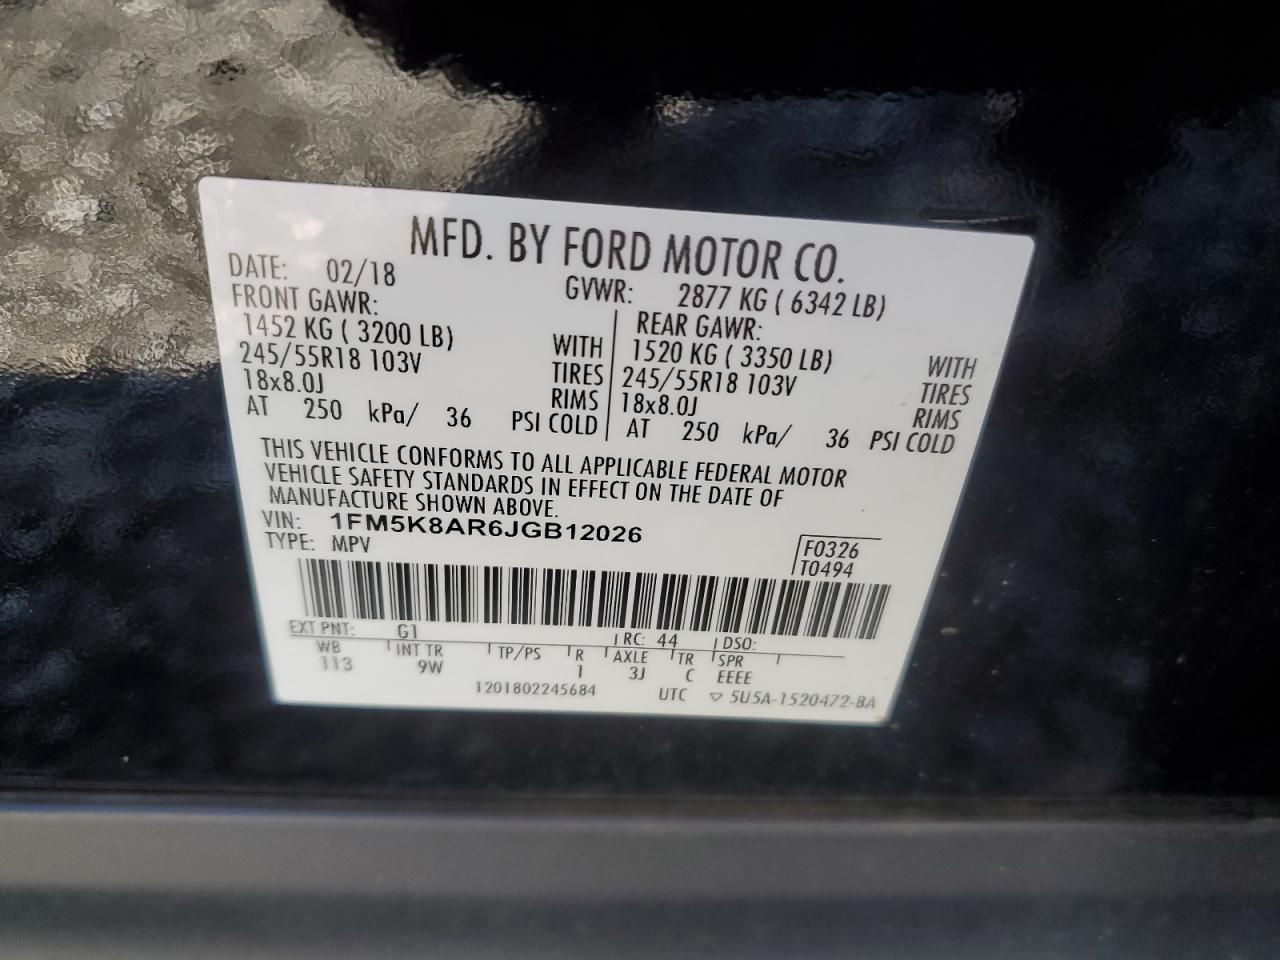 MFD. BY FORD MOTOR CO.
DATE: 02/18 GVWR: 2877 KG ( 6342 LB)
FRONT GAWR: REAR GAWR:
1452 KG ( 3200 LB) WITH 1520 KG ( 3350 LB) WITH
245/55R18 103V TIRES 245/55R18 103V TIRES
18x8.0J RIMS 18x8.0J RIMS
AT 250 kPa/ 36 PSI COLD AT 250 kPa/ 36 PSI COLD
THIS VEHICLE CONFORMS TO ALL APPLICABLE FEDERAL MOTOR
VEHICLE SAFETY STANDARDS IN EFFECT ON THE DATE OF
MANUFACTURE SHOWN ABOVE.
VIN: 1FM5K8AR6JGB12026
TYPE: MPV
F0326
T0494
EXT PNT: G1 RC: 44 DSO:
WB INT TR TP/PS R AXLE TR SPR
113 9W 1 3J C EEEE
1201802245684 UTC ▽ 5U5A-1520472-BA